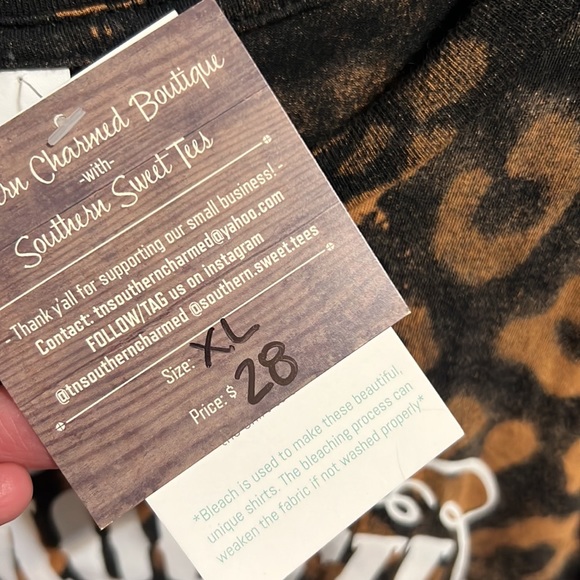 Charmed Boutique
-with-
Southern Sweet Tees
- Thank y'all for supporting our small business! -
Contact: tnsoutherncharmed@yahoo.com
FOLLOW/TAG us on instagram
@tnsoutherncharmed @southern.sweet.tees
Size: XL
Price: $ 28
*Bleach is used to make these beautiful,
unique shirts. The bleaching process can
weaken the fabric if not washed properly*